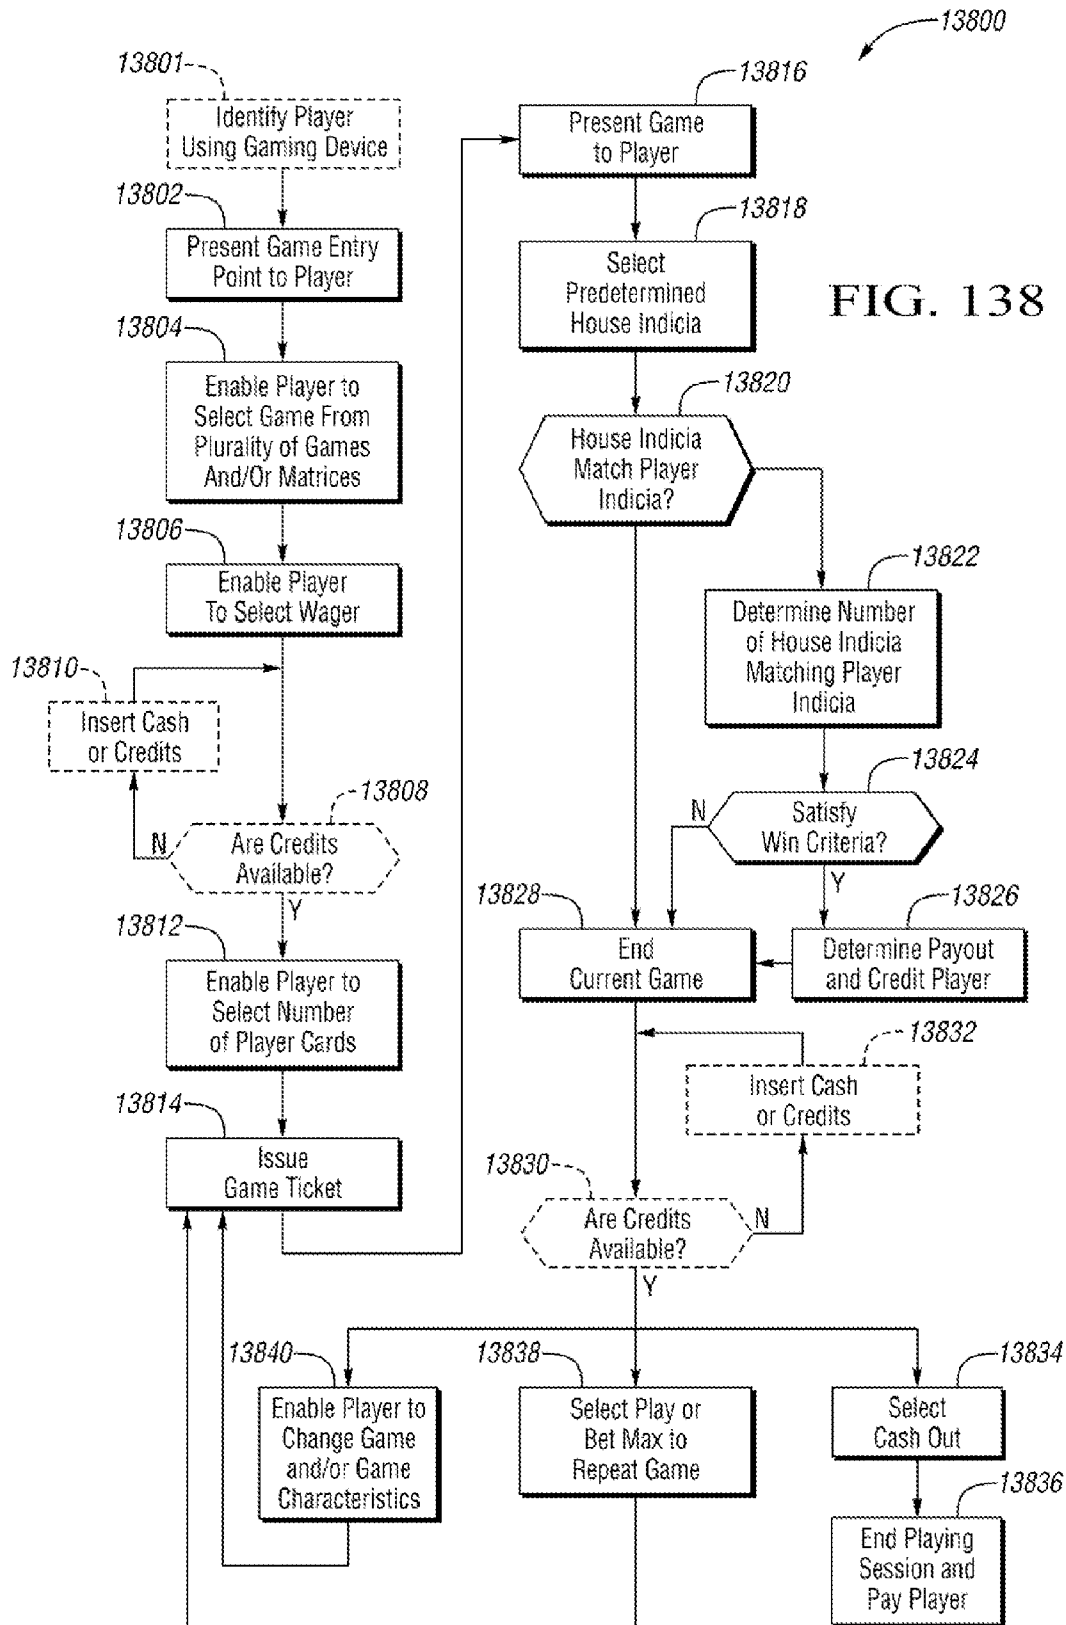 13800
13801
Identify Player
Using Gaming Device
13802
Present Game Entry
Point to Player
13804
Enable Player to
Select Game From
Plurality of Games
And/Or Matrices
13806
Enable Player
To Select Wager
13810
Insert Cash
or Credits
13808
N
Are Credits
Available?
Y
13812
Enable Player to
Select Number
of Player Cards
13814
Issue
Game Ticket
13816
Present Game
to Player
13818
Select
Predetermined
House Indicia
FIG. 138
13820
House Indicia
Match Player
Indicia?
13822
Determine Number
of House Indicia
Matching Player
Indicia
13824
N
Satisfy
Win Criteria?
Y
13828
End
Current Game
13826
Determine Payout
and Credit Player
13832
Insert Cash
or Credits
13830
Are Credits
Available?
N
Y
13840
Enable Player to
Change Game
and/or Game
Characteristics
13838
Select Play or
Bet Max to
Repeat Game
13834
Select
Cash Out
13836
End Playing
Session and
Pay Player